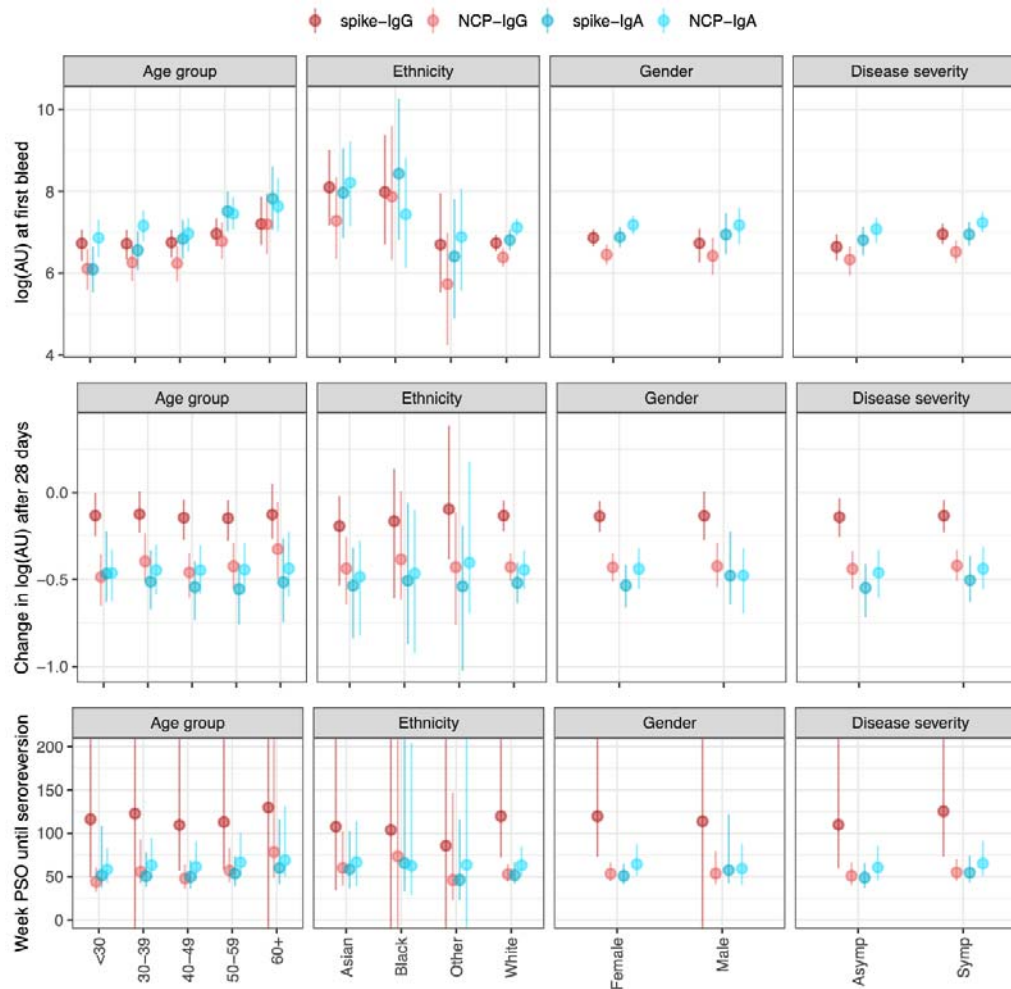 spike−IgG NCP−IgG spike−IgA NCP−IgA
Age group Ethnicity Gender Disease severity
log(AU) at first bleed
10
8
6
4
Age group Ethnicity Gender Disease severity
Change in log(AU) after 28 days
0.0
−0.5
−1.0
Age group Ethnicity Gender Disease severity
Week PSO until seroreversion
200
150
100
50
0
<30 30−39 40−49 50−59 60+ Asian Black Other White Female Male Asymp Symp